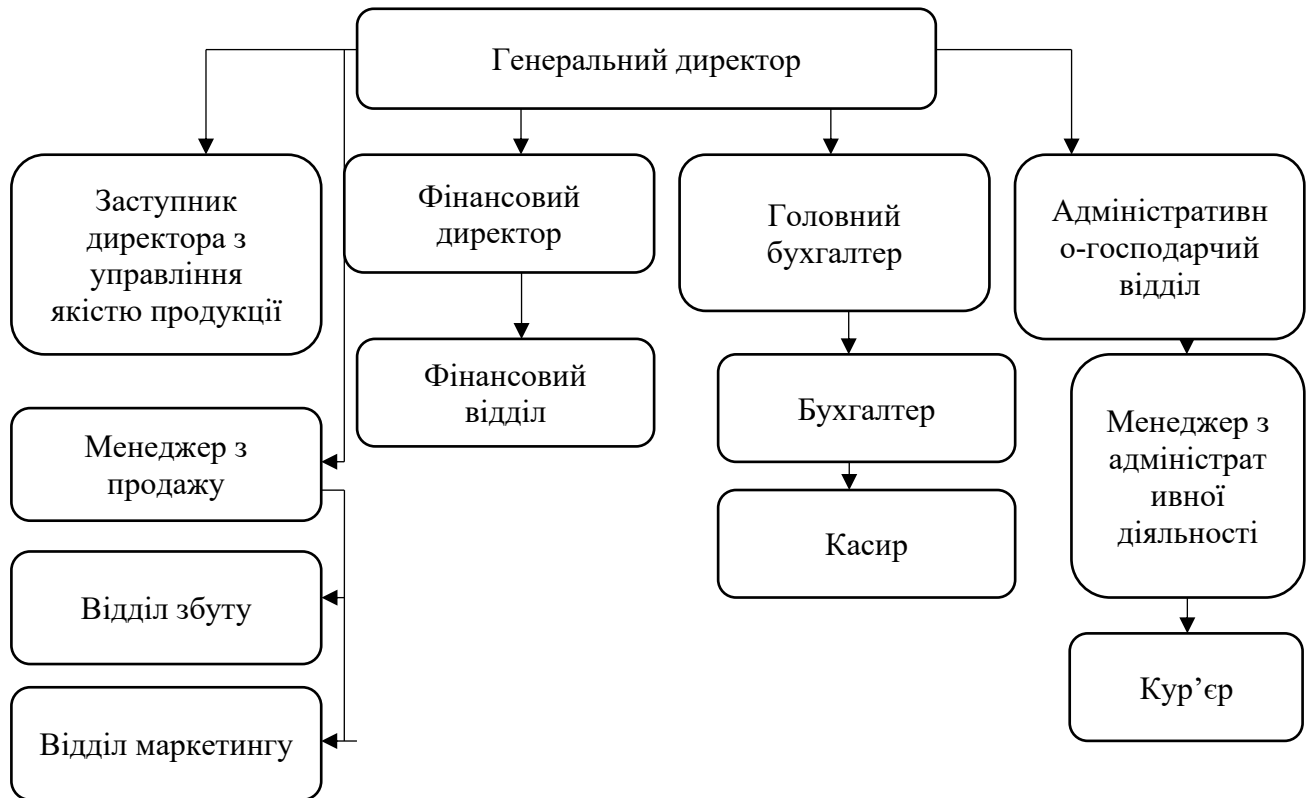 Генеральний директор
Заступник
директора з
управління
якістю продукції
Фінансовий
директор
Головний
бухгалтер
Адміністративн
о-господарчий
відділ
Фінансовий
відділ
Бухгалтер
Менеджер з
адміністрат
ивної
діяльності
Менеджер з
продажу
Касир
Відділ збуту
Кур’єр
Відділ маркетингу